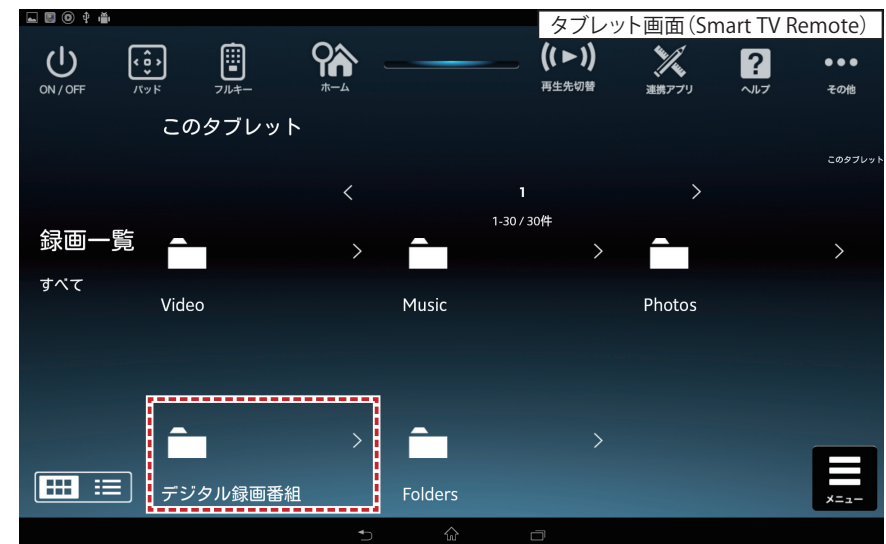 タブレット画面（Smart TV Remote）
ON / OFF
パッド
フルキー
ホーム
再生先切替
連携アプリ
ヘルプ
その他
このタブレット
このタブレット
1
1-30 / 30件
録画一覧
すべて
Video
Music
Photos
デジタル録画番組
Folders
メニュー